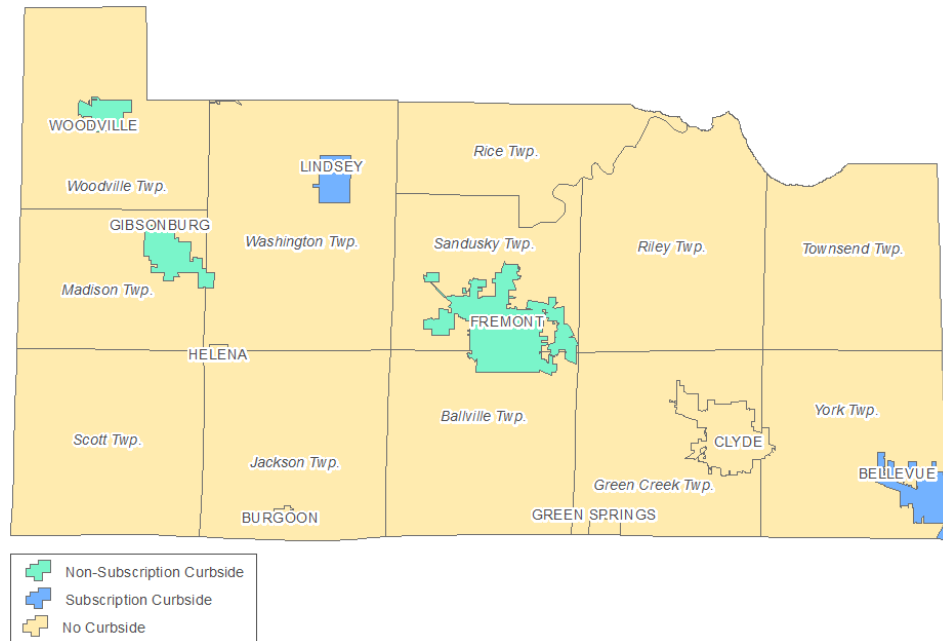 WOODVILLE
Rice Twp.
LINDSEY
Woodville Twp.
GIBSONBURG
Washington Twp.
Sandusky Twp.
Riley Twp.
Townsend Twp.
Madison Twp.
FREMONT
HELENA
York Twp.
Ballville Twp.
Scott Twp.
CLYDE
Jackson Twp.
BELLEVUE
Green Creek Twp.
BURGOON
GREEN SPRINGS
Non-Subscription Curbside
Subscription Curbside
No Curbside